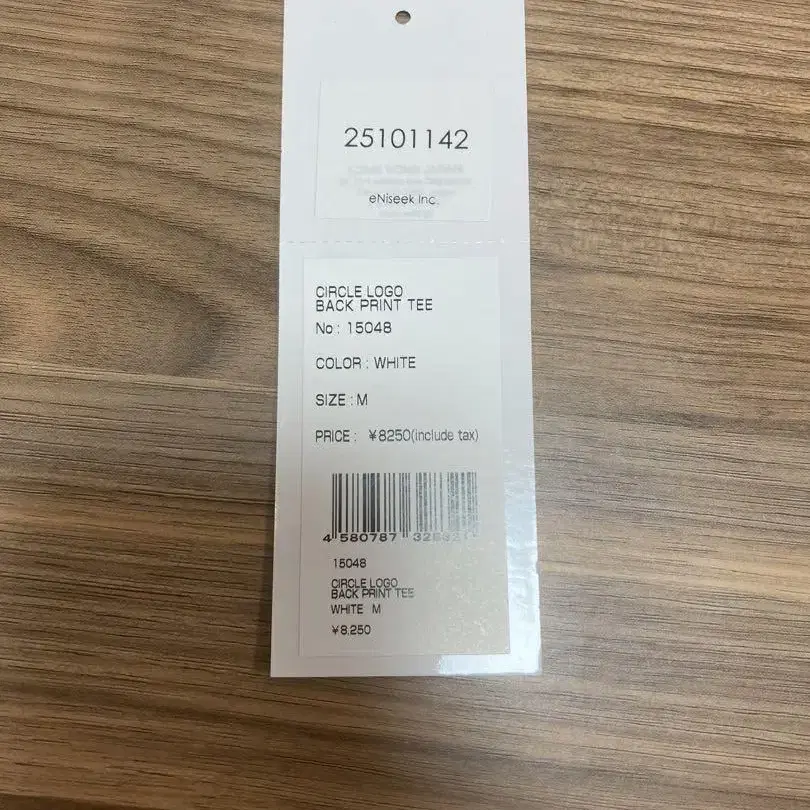 25101142
eNiseek Inc.
CIRCLE LOGO
BACK PRINT TEE
No : 15048
COLOR : WHITE
SIZE : M
PRICE : ¥8250(include tax)
4 580787
15048
CIRCLE LOGO
BACK PRINT TEE
WHITE M
¥8,250